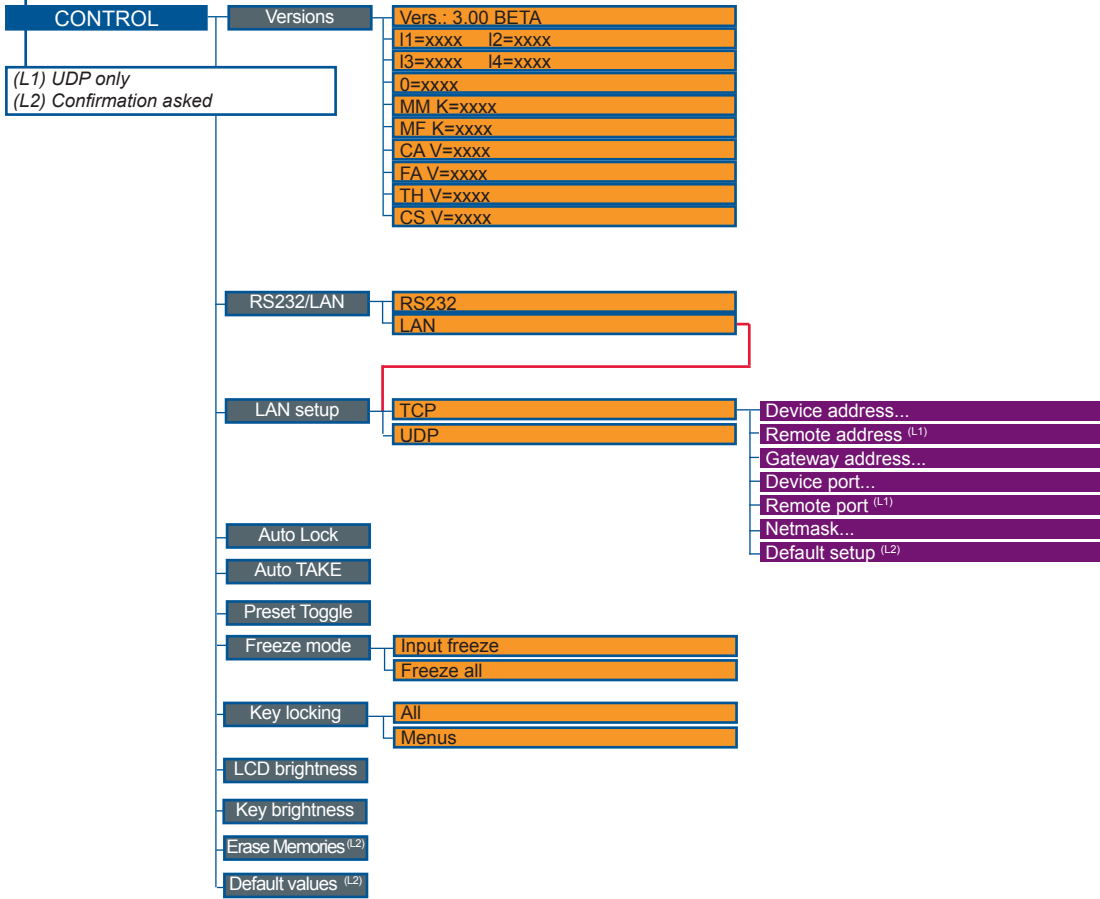 CONTROL
(L1) UDP only
(L2) Confirmation asked
Versions
Vers.: 3.00 BETA
I1=xxxx I2=xxxx
I3=xxxx I4=xxxx
0=xxxx
MM K=xxxx
MF K=xxxx
CA V=xxxx
FA V=xxxx
TH V=xxxx
CS V=xxxx
RS232/LAN
RS232
LAN
LAN setup
TCP
UDP
Device address...
Remote address (L1)
Gateway address...
Device port...
Remote port (L1)
Netmask...
Default setup (L2)
Auto Lock
Auto TAKE
Preset Toggle
Freeze mode
Input freeze
Freeze all
Key locking
All
Menus
LCD brightness
Key brightness
Erase Memories (L2)
Default values (L2)